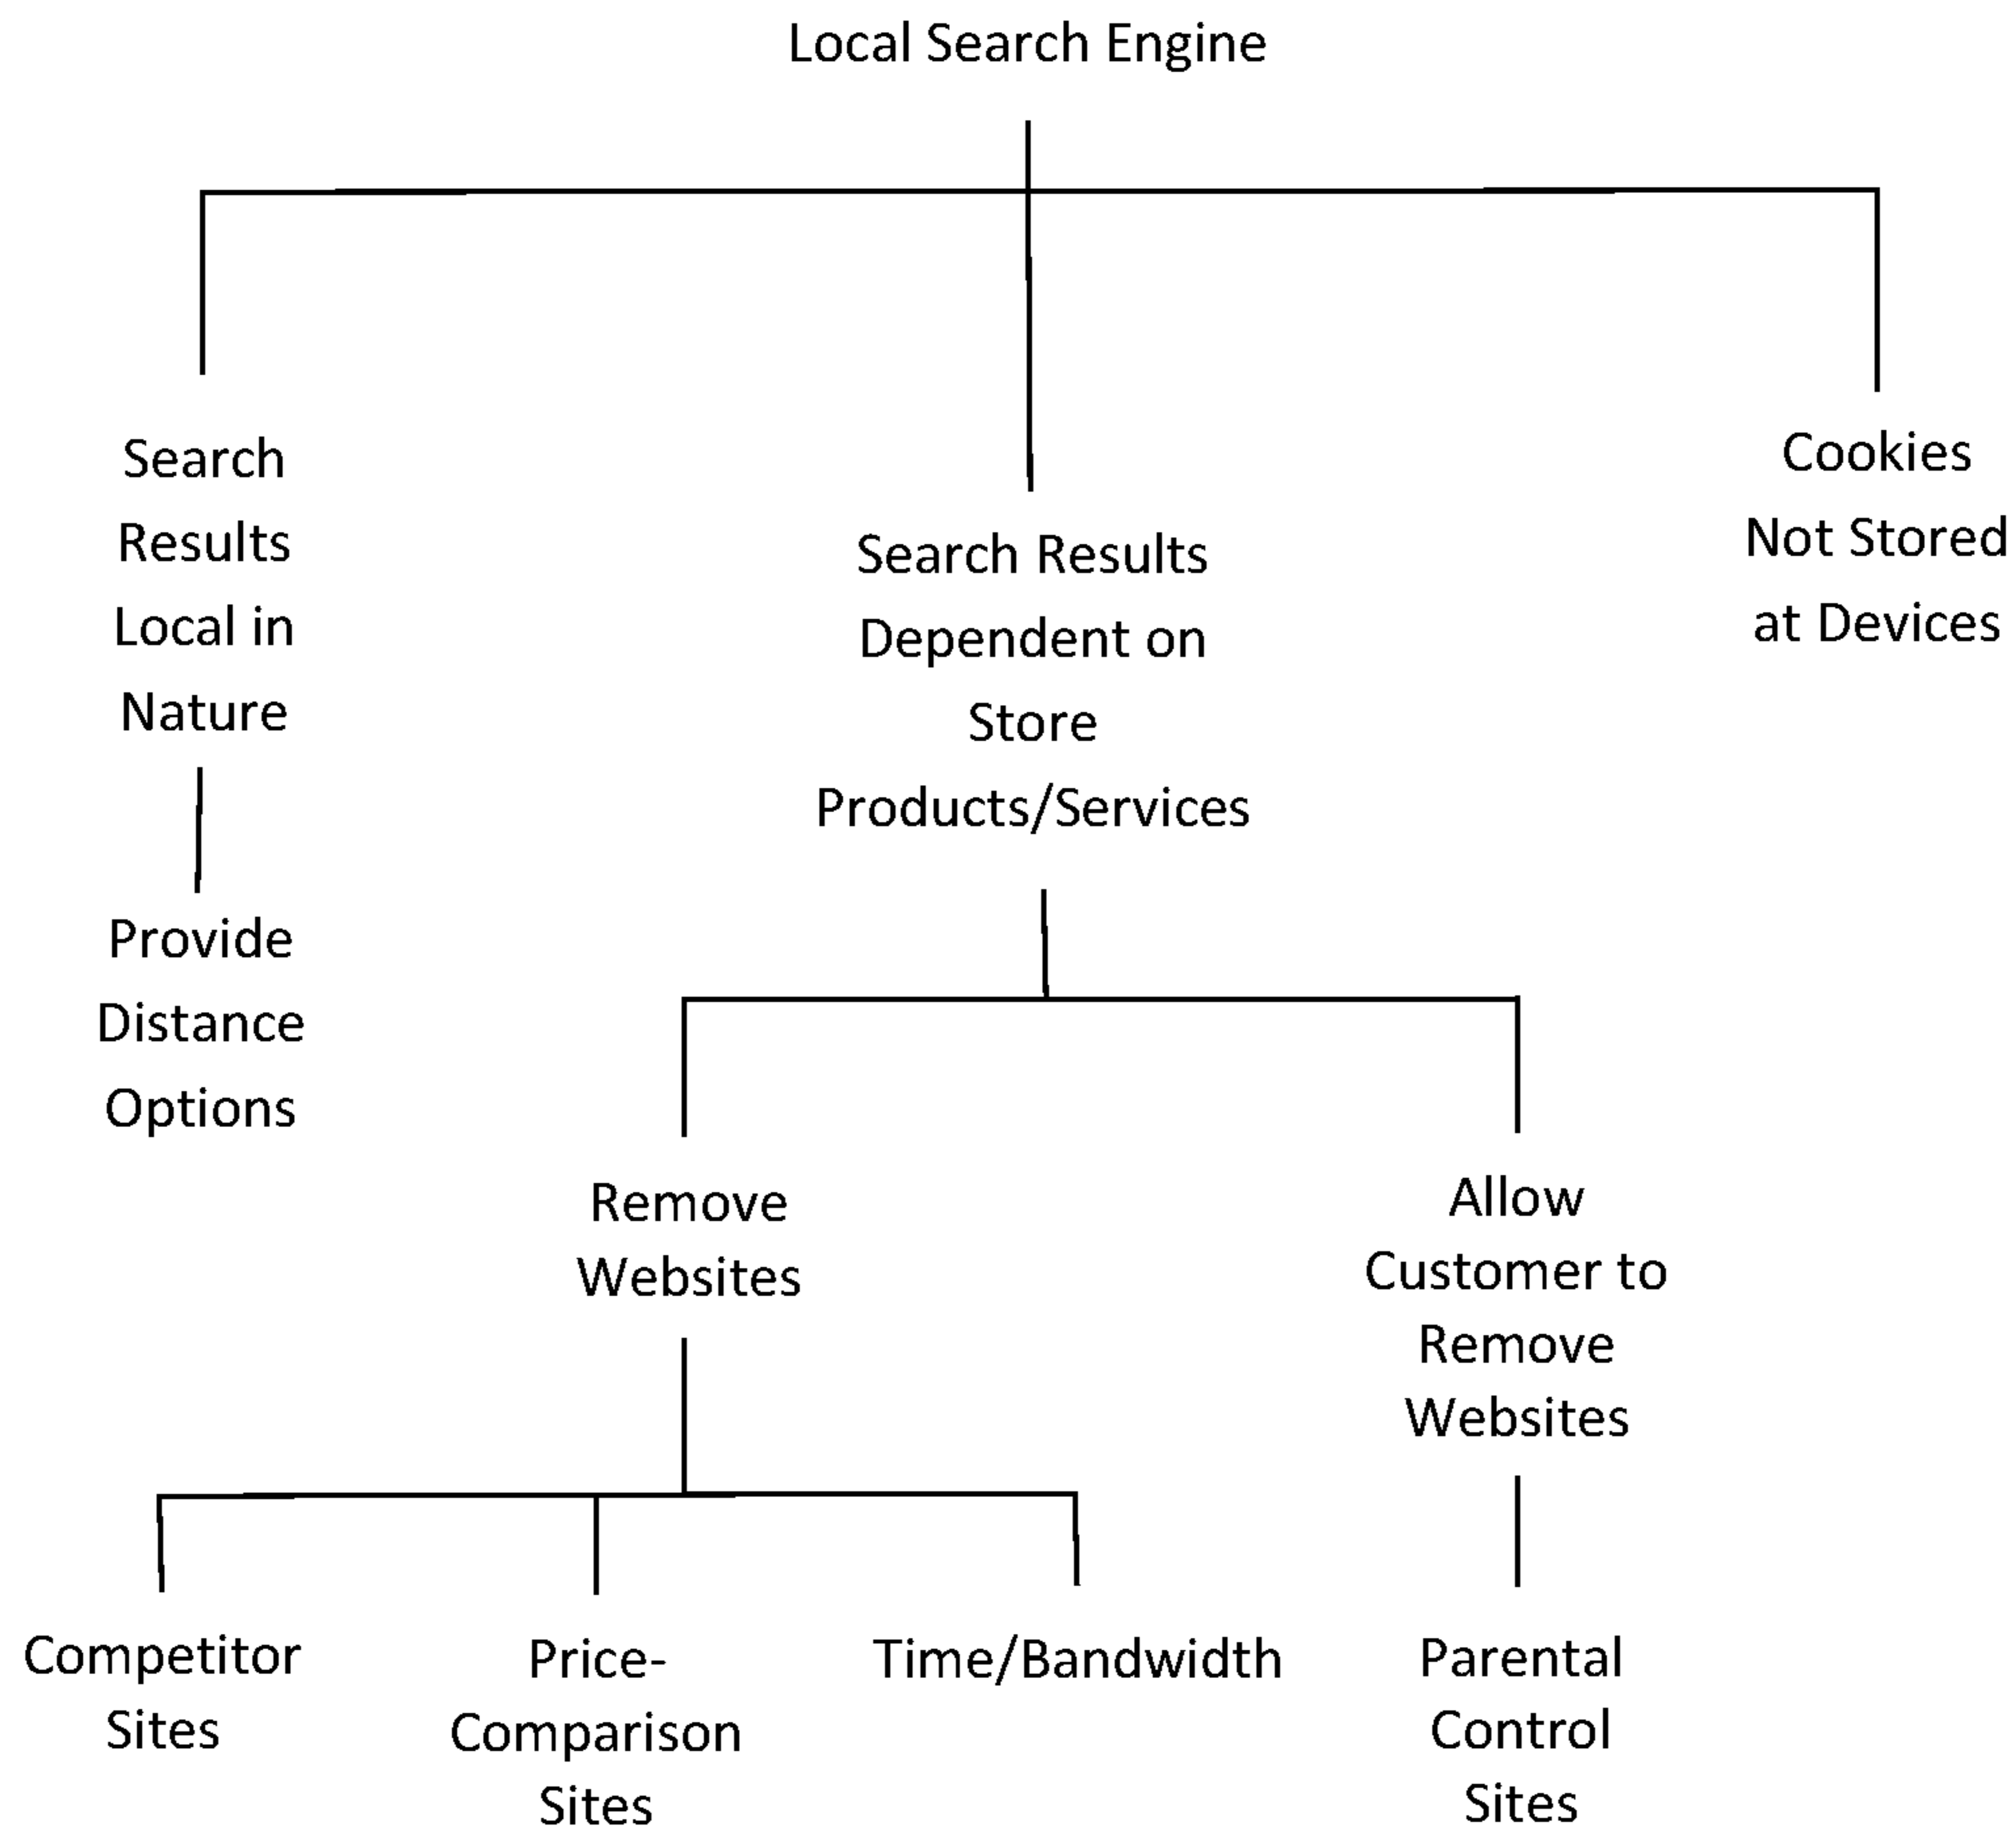 Local Search Engine
Search
Results
Local in
Nature
Search Results
Dependent on
Store
Products/Services
Cookies
Not Stored
at Devices
Provide
Distance
Options
Remove
Websites
Allow
Customer to
Remove
Websites
Competitor
Sites
Price-
Comparison
Sites
Time/Bandwidth
Parental
Control
Sites